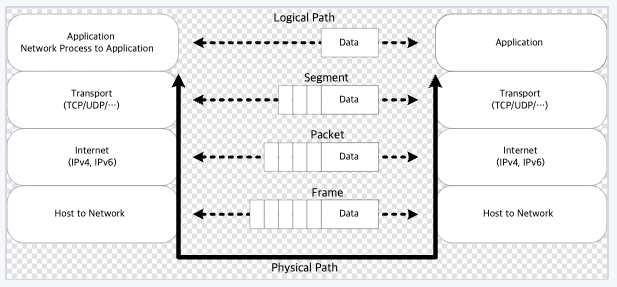 Logical Path
Application
Network Process to Application
Data
Application
Segment
Transport
(TCP/UDP/…)
Data
Transport
(TCP/UDP/…)
Packet
Internet
(IPv4, IPv6)
Data
Internet
(IPv4, IPv6)
Frame
Host to Network
Data
Host to Network
Physical Path